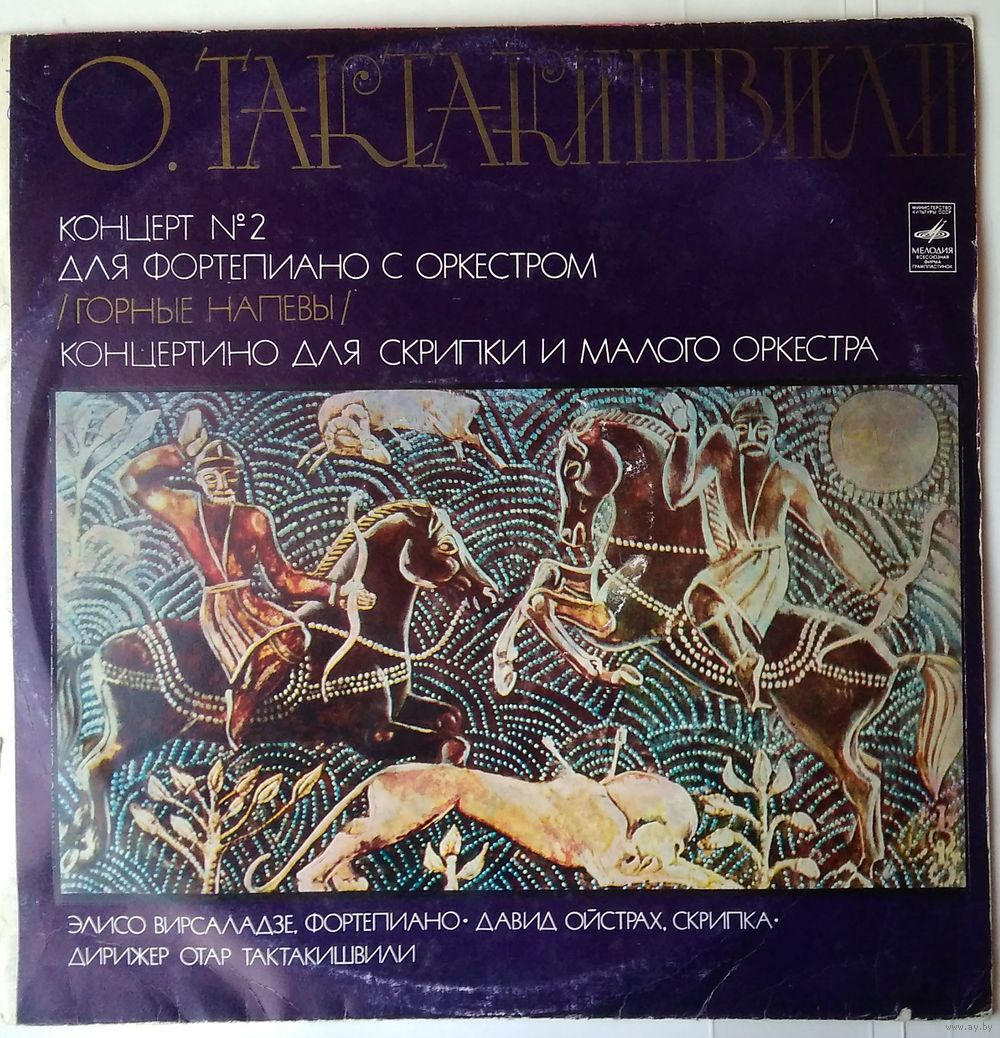 О. ТАКТАКИШВИЛИ
КОНЦЕРТ №2
ДЛЯ ФОРТЕПИАНО С ОРКЕСТРОМ
/ГОРНЫЕ НАПЕВЫ/
КОНЦЕРТИНО ДЛЯ СКРИПКИ И МАЛОГО ОРКЕСТРА
МИНИСТЕРСТВО
КУЛЬТУРЫ СССР
МЕЛОДИЯ
ВСЕСОЮЗНАЯ
ФИРМА
ГРАМПЛАСТИНОК
ЭЛИСО ВИРСАЛАДЗЕ, ФОРТЕПИАНО · ДАВИД ОЙСТРАХ, СКРИПКА ·
ДИРИЖЕР ОТАР ТАКТАКИШВИЛИ
www.ay.by